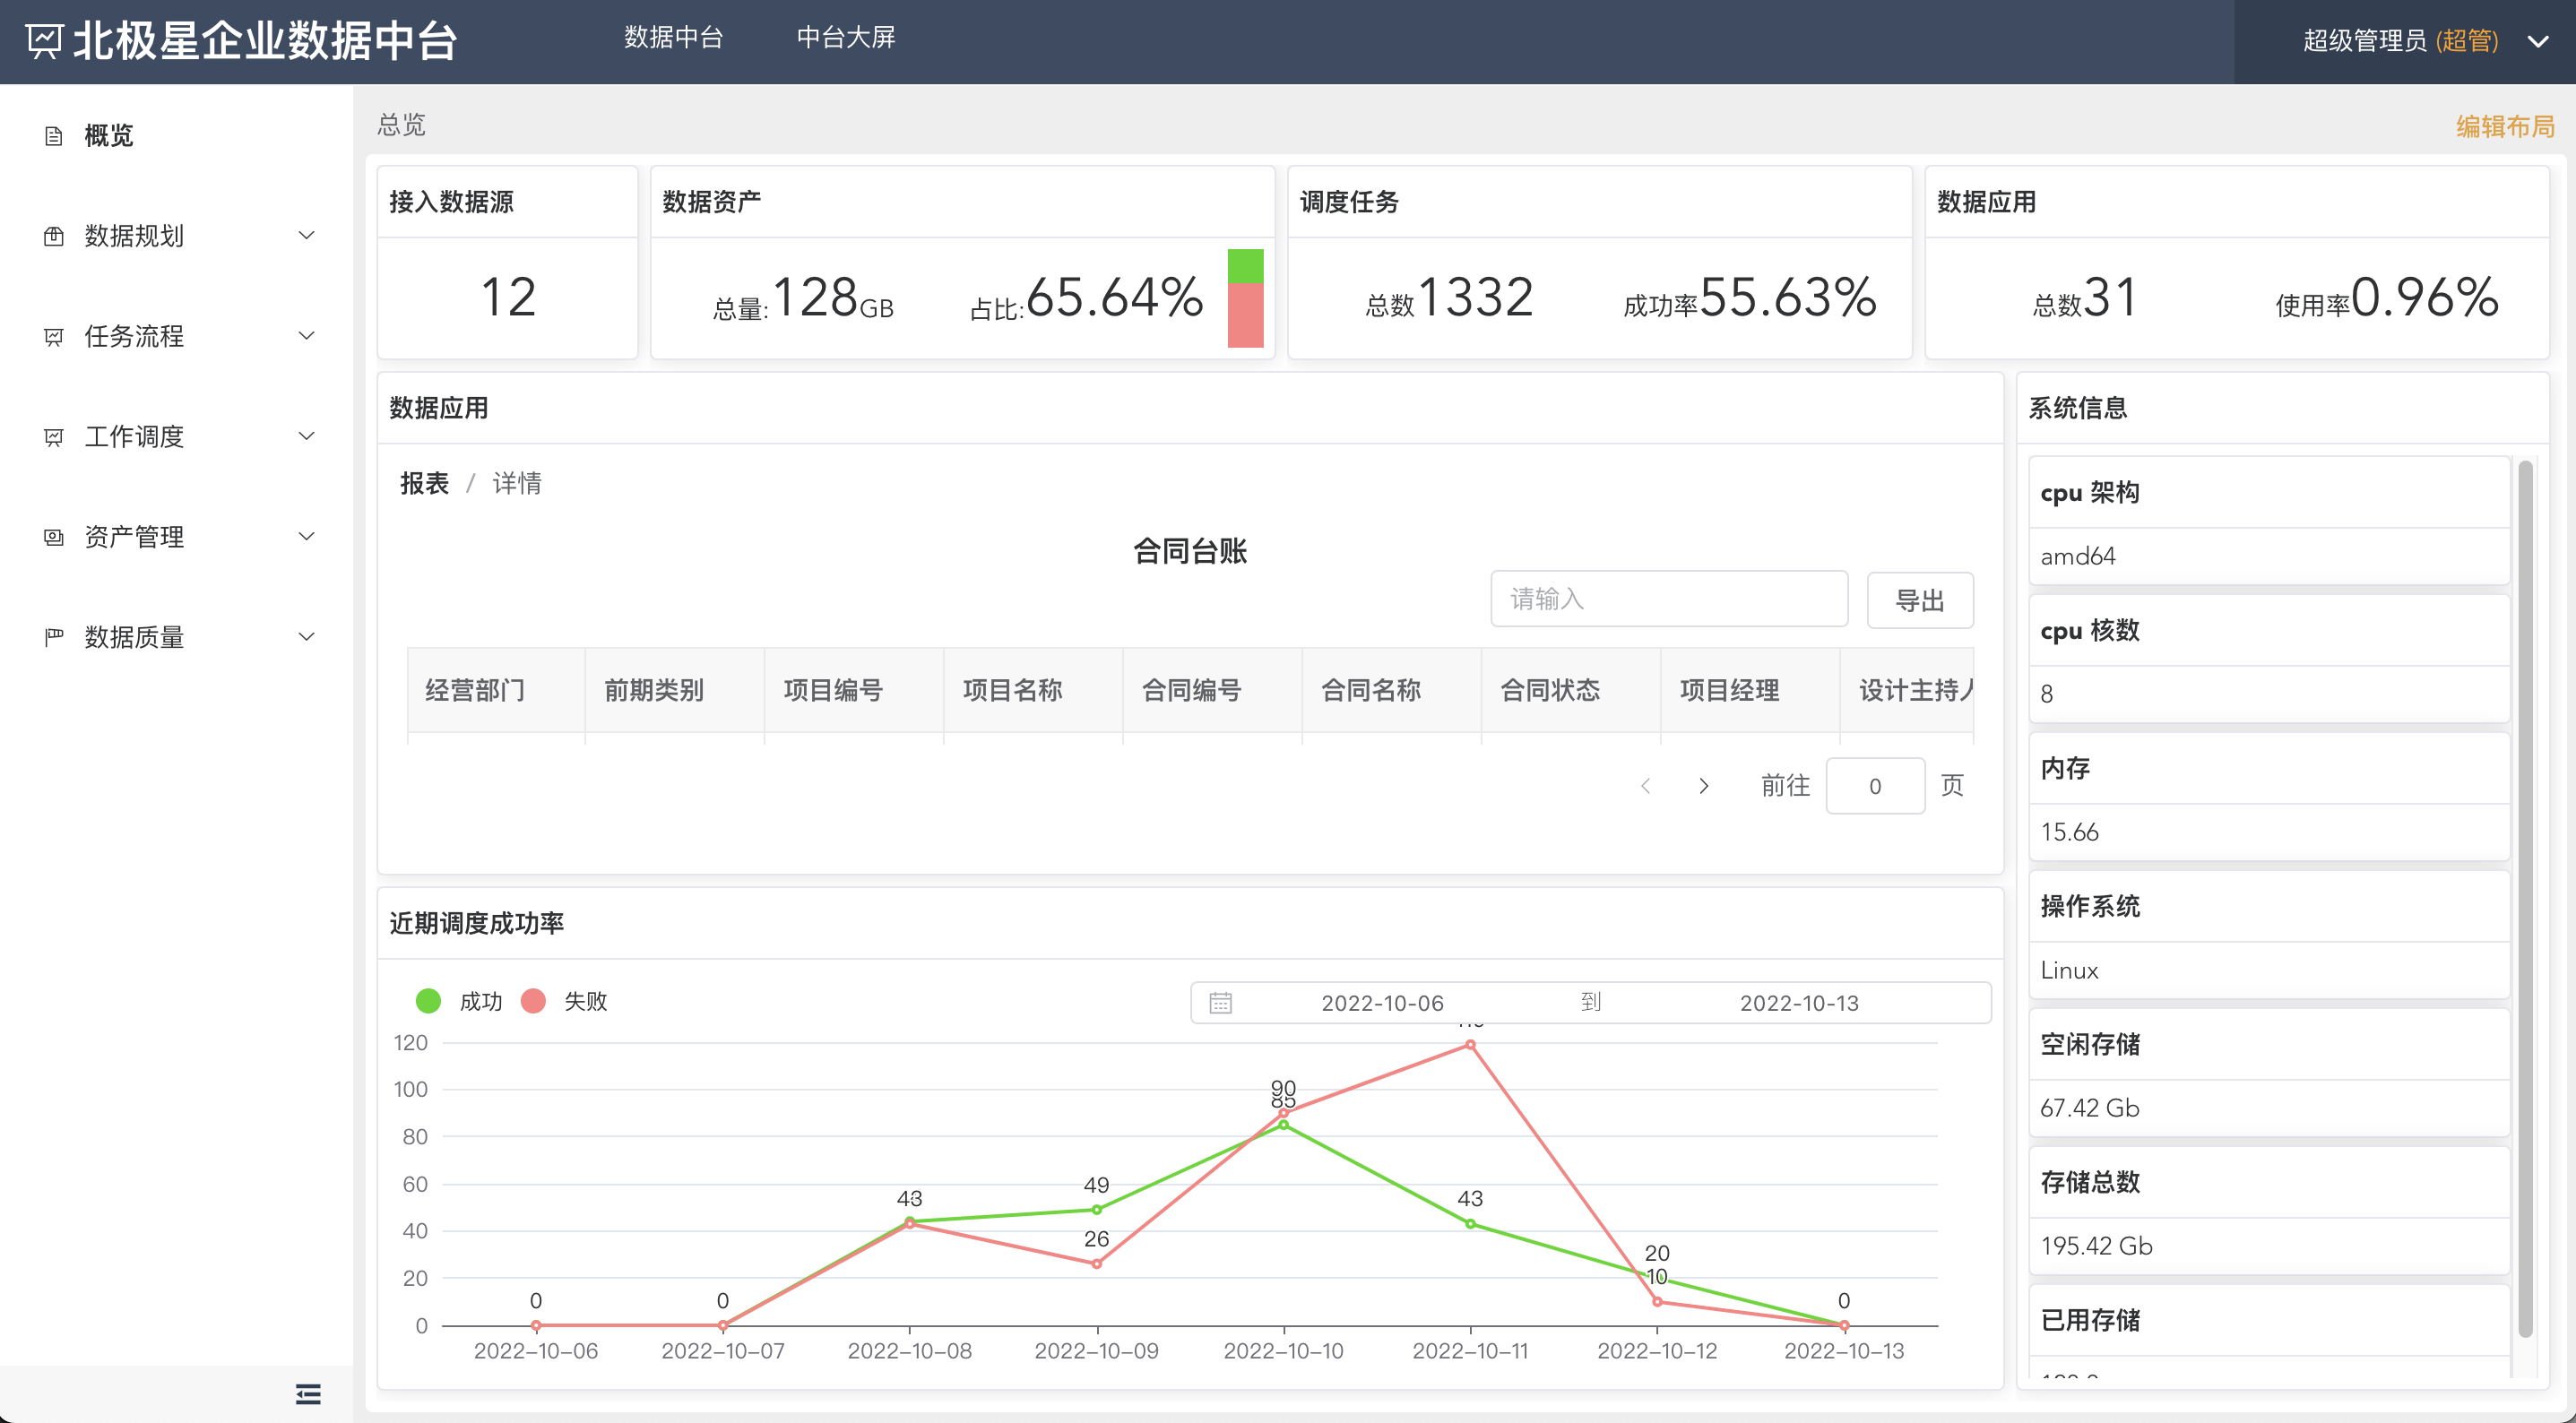 北极星企业数据中台 数据中台 中台大屏 超级管理员 (超管)
概览
数据规划
任务流程
工作调度
资产管理
数据质量
总览 编辑布局
接入数据源
12
数据资产
总量:128GB 占比:65.64%
调度任务
总数1332 成功率55.63%
数据应用
总数31 使用率0.96%
数据应用
报表 / 详情
合同台账
请输入 导出
经营部门 前期类别 项目编号 项目名称 合同编号 合同名称 合同状态 项目经理 设计主持人
前往 0 页
近期调度成功率
成功 失败 2022-10-06 到 2022-10-13
120
100
80
60
40
20
0
0 0 43 49 26 90 85 43 20 10 0
2022-10-06 2022-10-07 2022-10-08 2022-10-09 2022-10-10 2022-10-11 2022-10-12 2022-10-13
系统信息
cpu 架构
amd64
cpu 核数
8
内存
15.66
操作系统
Linux
空闲存储
67.42 Gb
存储总数
195.42 Gb
已用存储